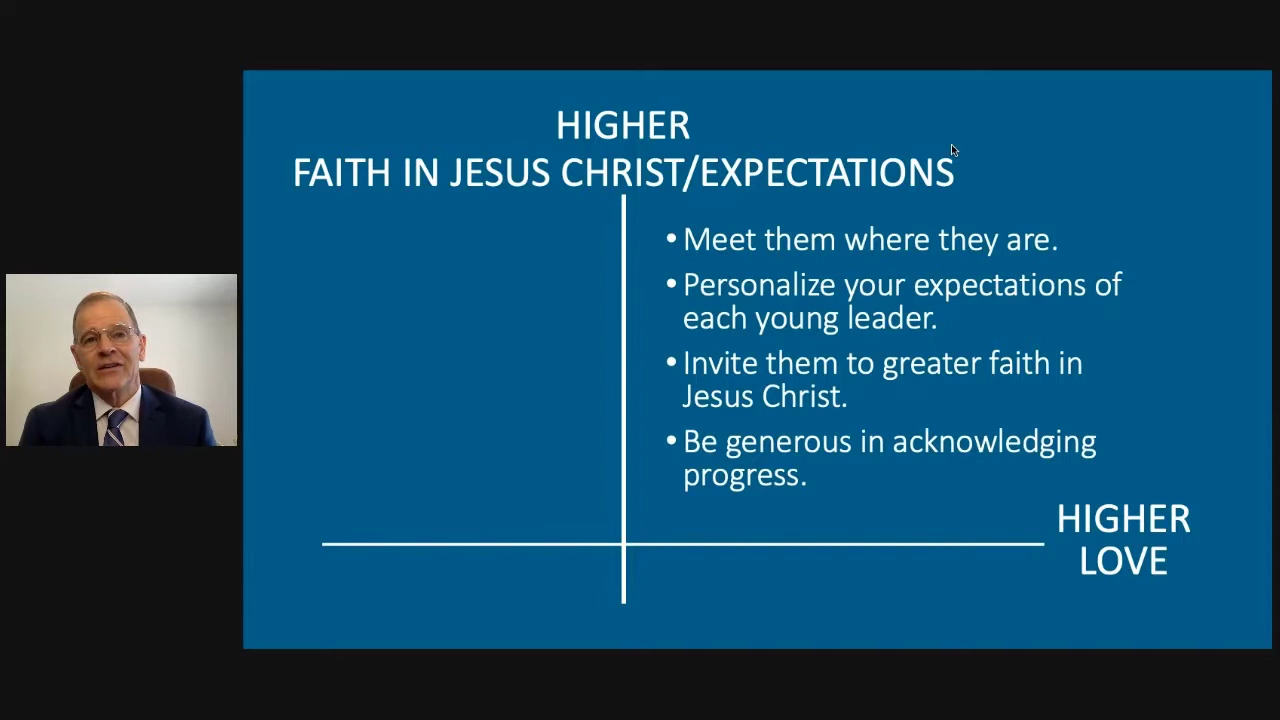 HIGHER
FAITH IN JESUS CHRIST/EXPECTATIONS
• Meet them where they are.
• Personalize your expectations of
each young leader.
• Invite them to greater faith in
Jesus Christ.
• Be generous in acknowledging
progress.
HIGHER
LOVE